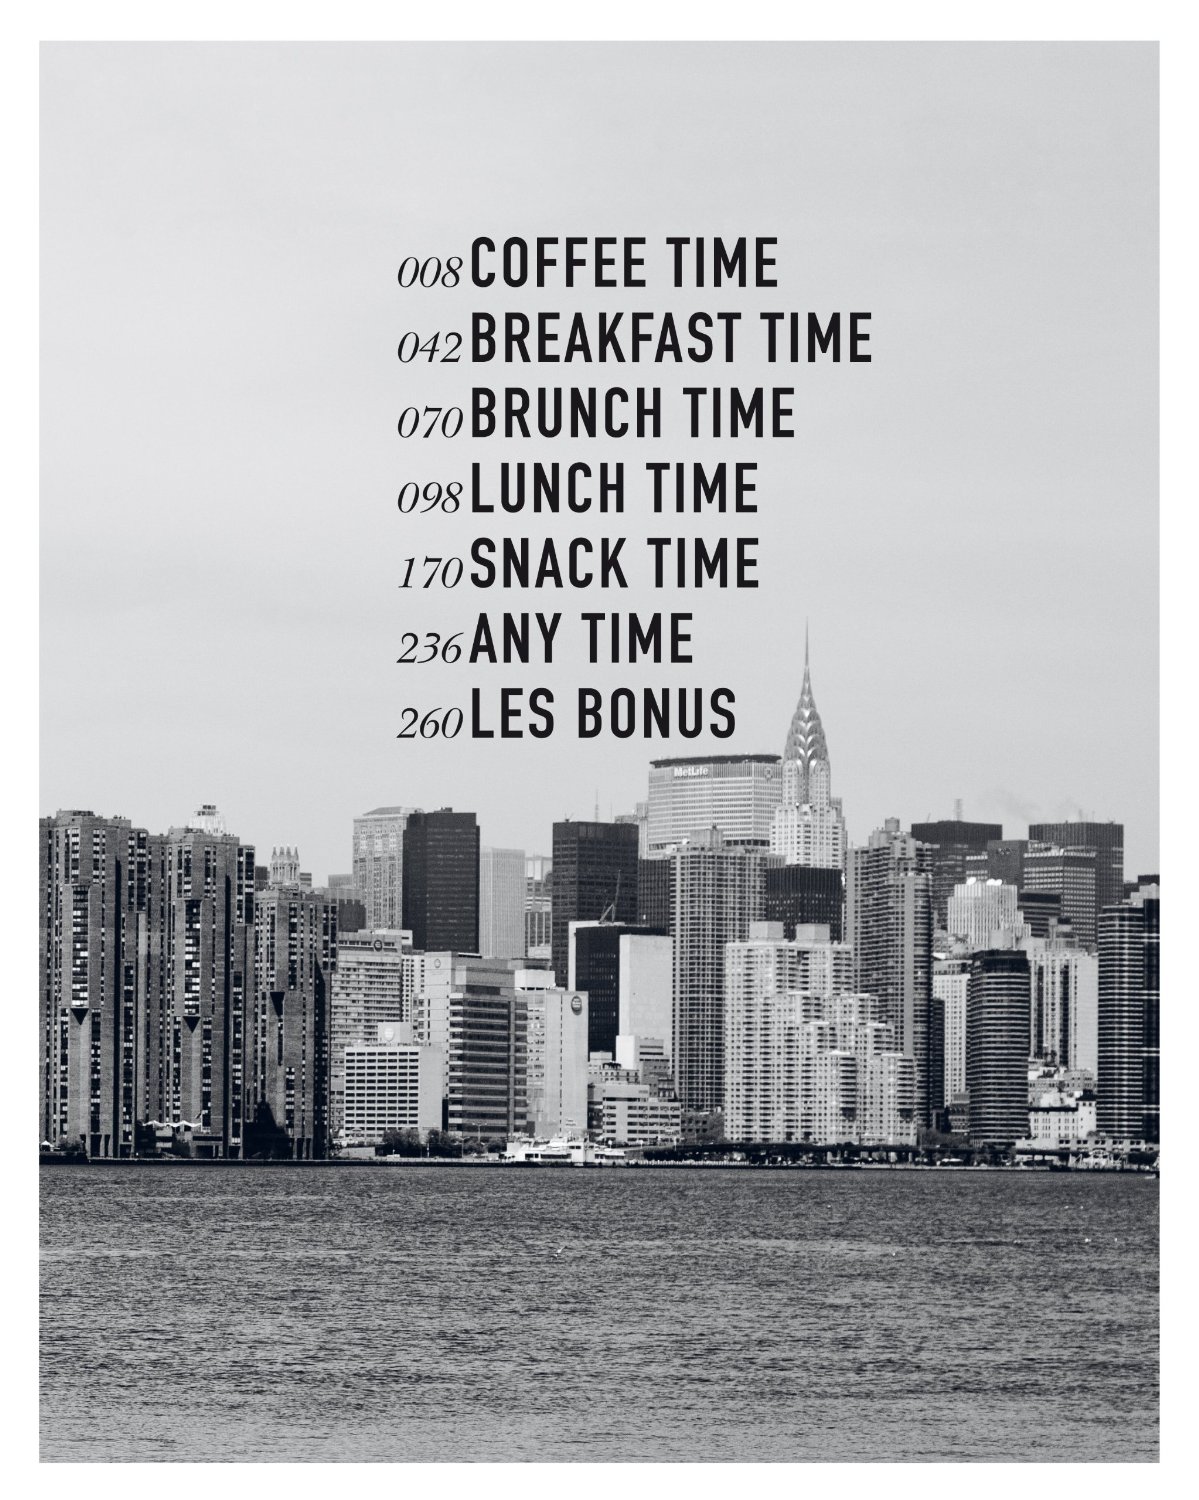 008 COFFEE TIME
042 BREAKFAST TIME
070 BRUNCH TIME
098 LUNCH TIME
170 SNACK TIME
236 ANY TIME
260 LES BONUS
MetLife